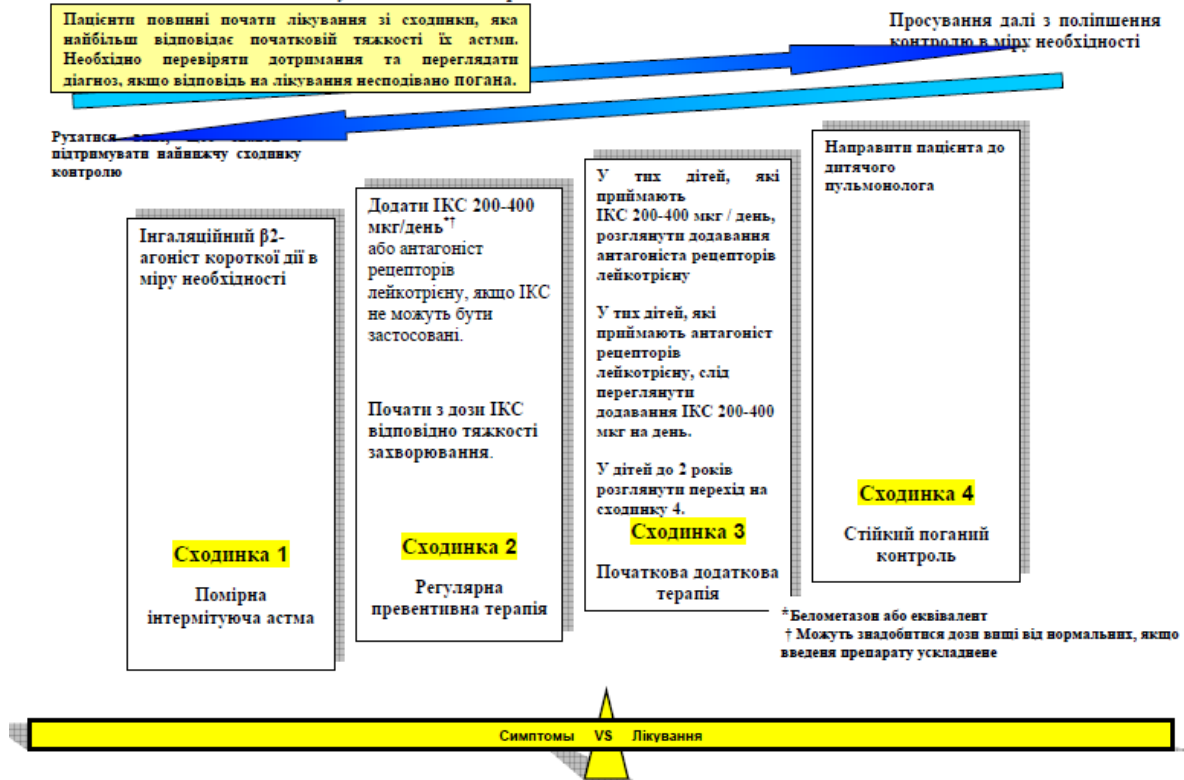 Пацієнти повинні почати лікування зі сходинки, яка
найбільш відповідає початковій тяжкості їх астми.
Необхідно перевіряти дотримання та переглядати
діагноз, якщо відповідь на лікування несподівано погана.
Просування далі з поліпшення
контролю в міру необхідності
Рухатися
підтримувати найнижчу сходинку
контролю
Інгаляційний β2-
агоніст короткої дії в
міру необхідності
Сходинка 1
Помірна
інтермітуюча астма
Додати ІКС 200-400
мкг/день*†
або антагоніст
рецепторів
лейкотрієну, якщо ІКС
не можуть бути
застосовані.
Почати з дози ІКС
відповідно тяжкості
захворювання.
Сходинка 2
Регулярна
превентивна терапія
У тих дітей, які
приймають
ІКС 200-400 мкг / день,
розглянути додавання
антагоніста рецепторів
лейкотрієну
У тих дітей, які
приймають антагоніст
рецепторів
лейкотрієну, слід
переглянути
додавання ІКС 200-400
мкг на день.
У дітей до 2 років
розглянути перехід на
сходинку 4.
Сходинка 3
Початкова додаткова
терапія
Направити пацієнта до
дитячого
пульмонолога
Сходинка 4
Стійкий поганий
контроль
*Беломeтазон або еквівалент
† Можуть знадобитися дози вищі від нормальних, якщо
введеня препарату ускладнене
Симптомы VS Лікування